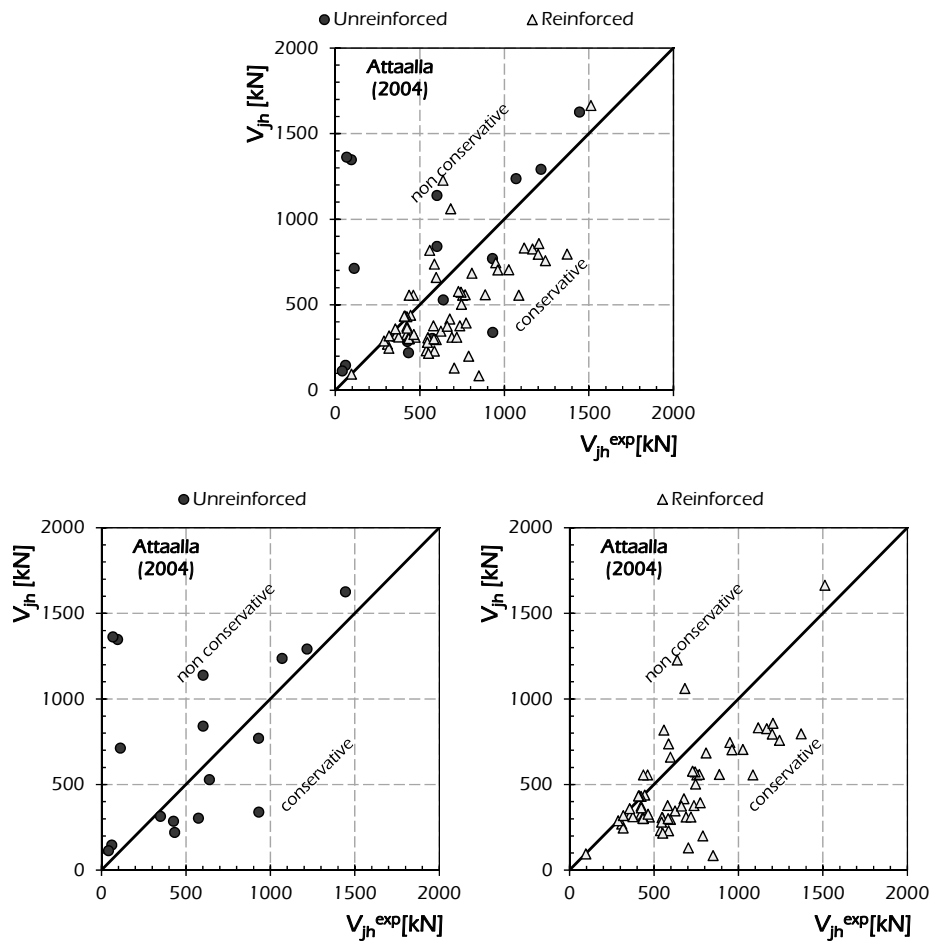 Unreinforced Reinforced
2000
1500
1000
500
0
V_jh [kN]
Attaalla
(2004)
non conservative
conservative
0 500 1000 1500 2000
V_jh^exp[kN]
Unreinforced
2000
1500
1000
500
0
V_jh [kN]
Attaalla
(2004)
non conservative
conservative
0 500 1000 1500 2000
V_jh^exp[kN]
Reinforced
2000
1500
1000
500
0
V_jh [kN]
Attaalla
(2004)
non conservative
conservative
0 500 1000 1500 2000
V_jh^exp[kN]